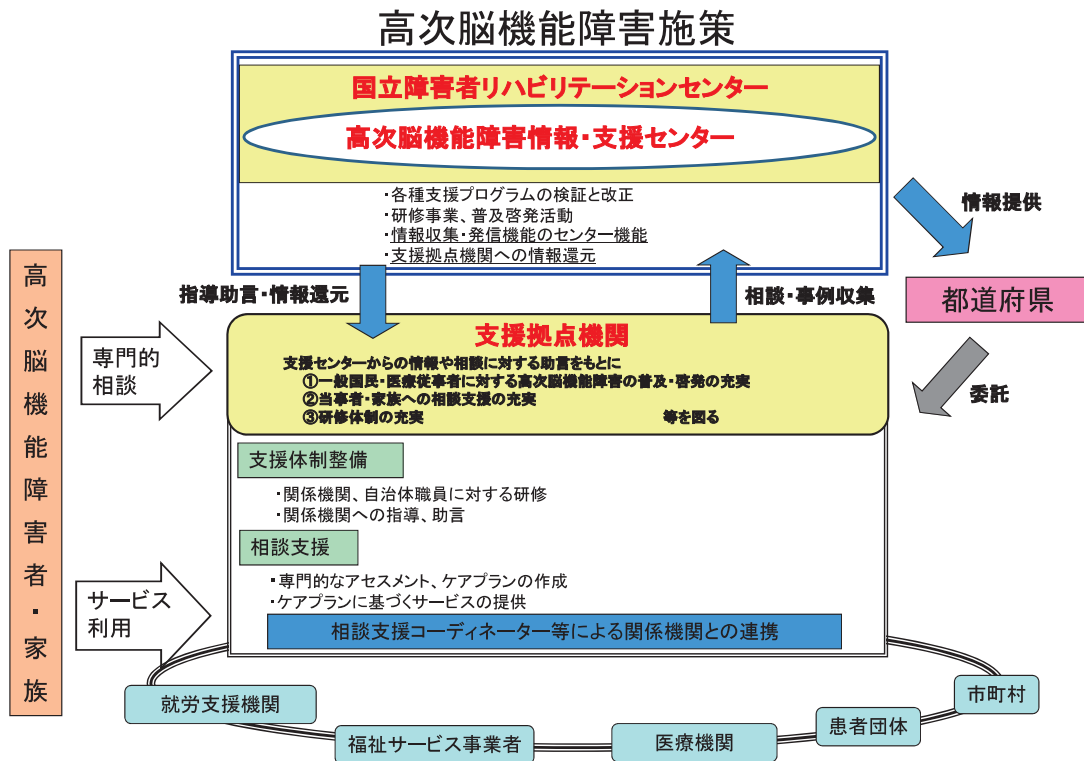 高次脳機能障害施策
国立障害者リハビリテーションセンター
高次脳機能障害情報・支援センター
・各種支援プログラムの検証と改正
・研修事業、普及啓発活動
・情報収集・発信機能のセンター機能
・支援拠点機関への情報還元
情報提供
指導助言・情報還元
相談・事例収集
都道府県
委託
高次脳機能障害者・家族
専門的
相談
支援拠点機関
支援センターからの情報や相談に対する助言をもとに
①一般国民・医療従事者に対する高次脳機能障害の普及・啓発の充実
②当事者・家族への相談支援の充実
③研修体制の充実 等を図る
支援体制整備
・関係機関、自治体職員に対する研修
・関係機関への指導、助言
相談支援
・専門的なアセスメント、ケアプランの作成
・ケアプランに基づくサービスの提供
サービス
利用
相談支援コーディネーター等による関係機関との連携
就労支援機関
福祉サービス事業者
医療機関
患者団体
市町村